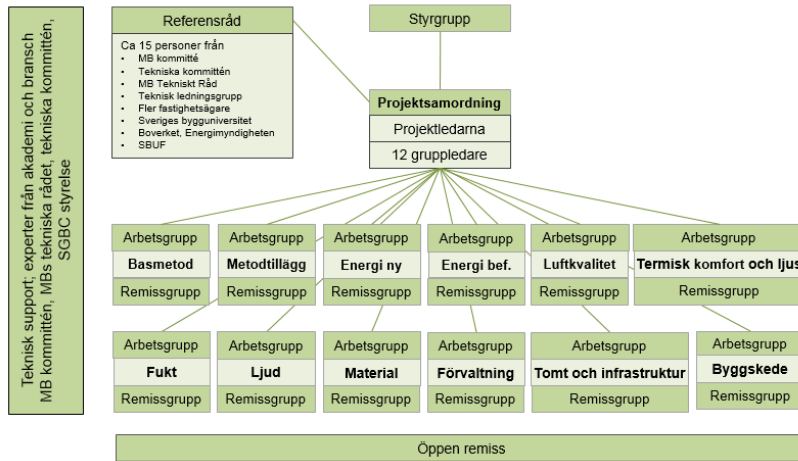 Teknisk support; experter från akademi och bransch
MB kommittén, MBs tekniska rådet, tekniska kommittén,
SGBC styrelse
Referensråd
Ca 15 personer från
• MB kommitté
• Tekniska kommittén
• MB Tekniskt Råd
• Teknisk ledningsgrupp
• Fler fastighetsägare
• Sveriges bygguniversitet
• Boverket, Energimyndigheten
• SBUF
Styrgrupp
Projektsamordning
Projektledarna
12 gruppledare
Arbetsgrupp
Basmetod
Remissgrupp
Arbetsgrupp
Metodtillägg
Remissgrupp
Arbetsgrupp
Energi ny
Remissgrupp
Arbetsgrupp
Energi bef.
Remissgrupp
Arbetsgrupp
Luftkvalitet
Remissgrupp
Arbetsgrupp
Termisk komfort och ljus
Remissgrupp
Arbetsgrupp
Fukt
Remissgrupp
Arbetsgrupp
Ljud
Remissgrupp
Arbetsgrupp
Material
Remissgrupp
Arbetsgrupp
Förvaltning
Remissgrupp
Arbetsgrupp
Tomt och infrastruktur
Remissgrupp
Arbetsgrupp
Byggskede
Remissgrupp
Öppen remiss